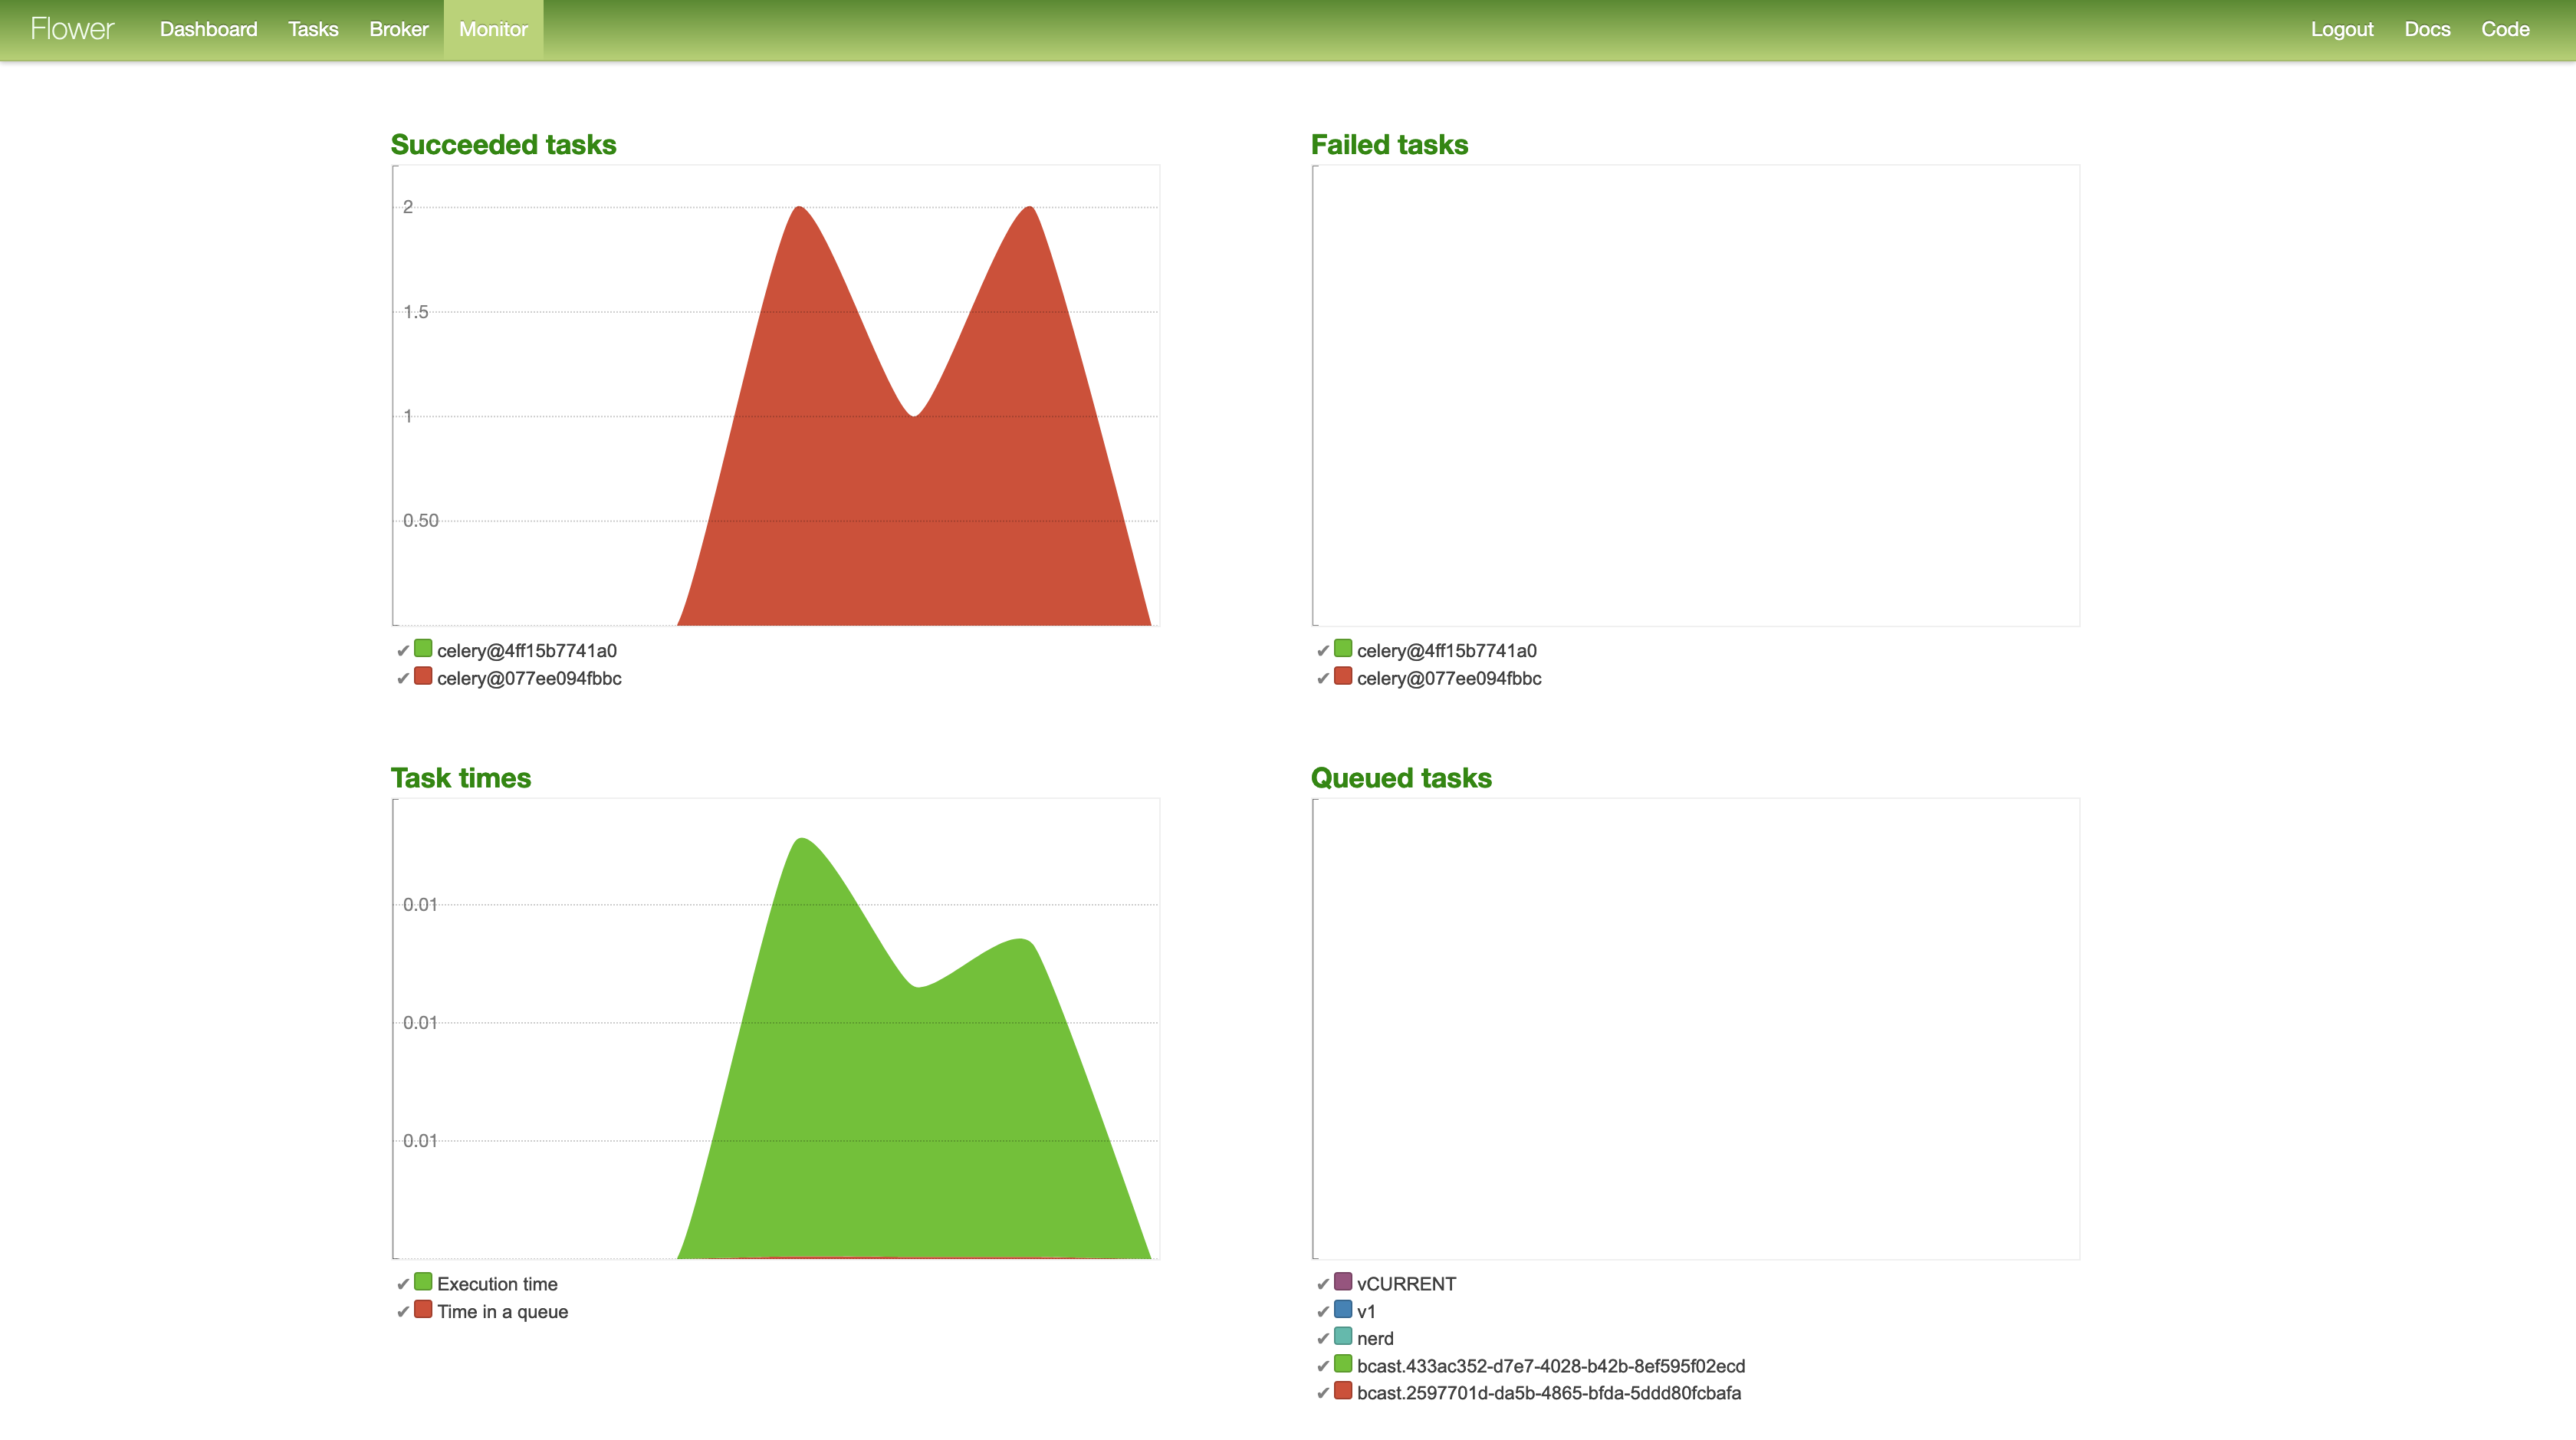 Flower Dashboard Tasks Broker Monitor Logout Docs Code
Succeeded tasks
2
1.5
1
0.50
celery@4ff15b7741a0
celery@077ee094fbbc
Failed tasks
celery@4ff15b7741a0
celery@077ee094fbbc
Task times
0.01
0.01
0.01
Execution time
Time in a queue
Queued tasks
vCURRENT
v1
nerd
bcast.433ac352-d7e7-4028-b42b-8ef595f02ecd
bcast.2597701d-da5b-4865-bfda-5ddd80fcbafa